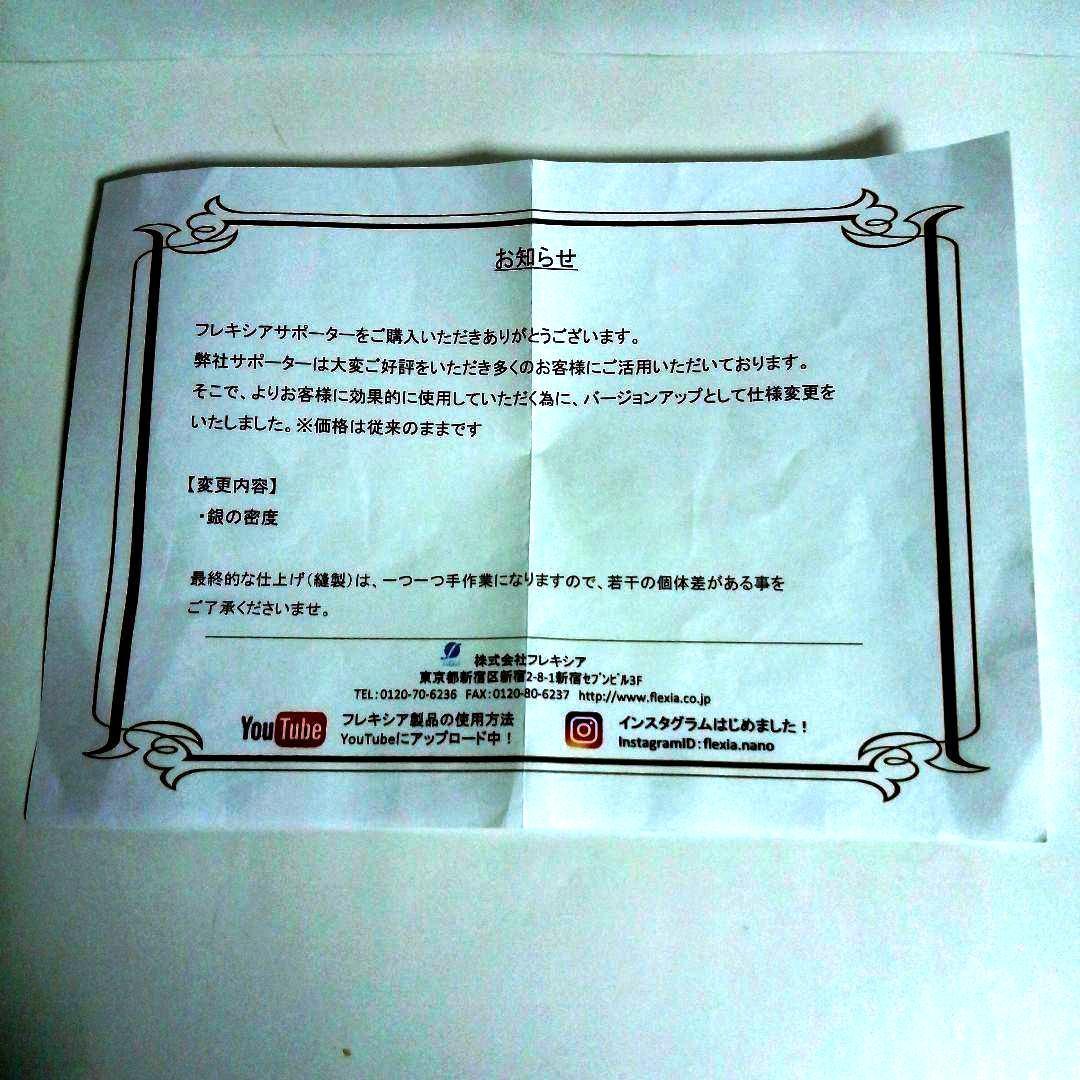 お知らせ
フレキシアサポーターをご購入いただきありがとうございます。
弊社サポーターは大変ご好評をいただき多くのお客様にご活用いただいております。
そこで、よりお客様に効果的に使用していただく為に、バージョンアップとして仕様変更を
いたしました。※価格は従来のままです
【変更内容】
・銀の密度
最終的な仕上げ(縫製)は、一つ一つ手作業になりますので、若干の個体差がある事を
ご了承くださいませ。
株式会社フレキシア
東京都新宿区新宿2-8-1新宿ｾﾌﾞﾝﾋﾞﾙ3F
TEL:0120-70-6236 FAX:0120-80-6237 http://www.flexia.co.jp
YouTube フレキシア製品の使用方法
YouTubeにアップロード中!
インスタグラムはじめました!
InstagramID:flexia.nano